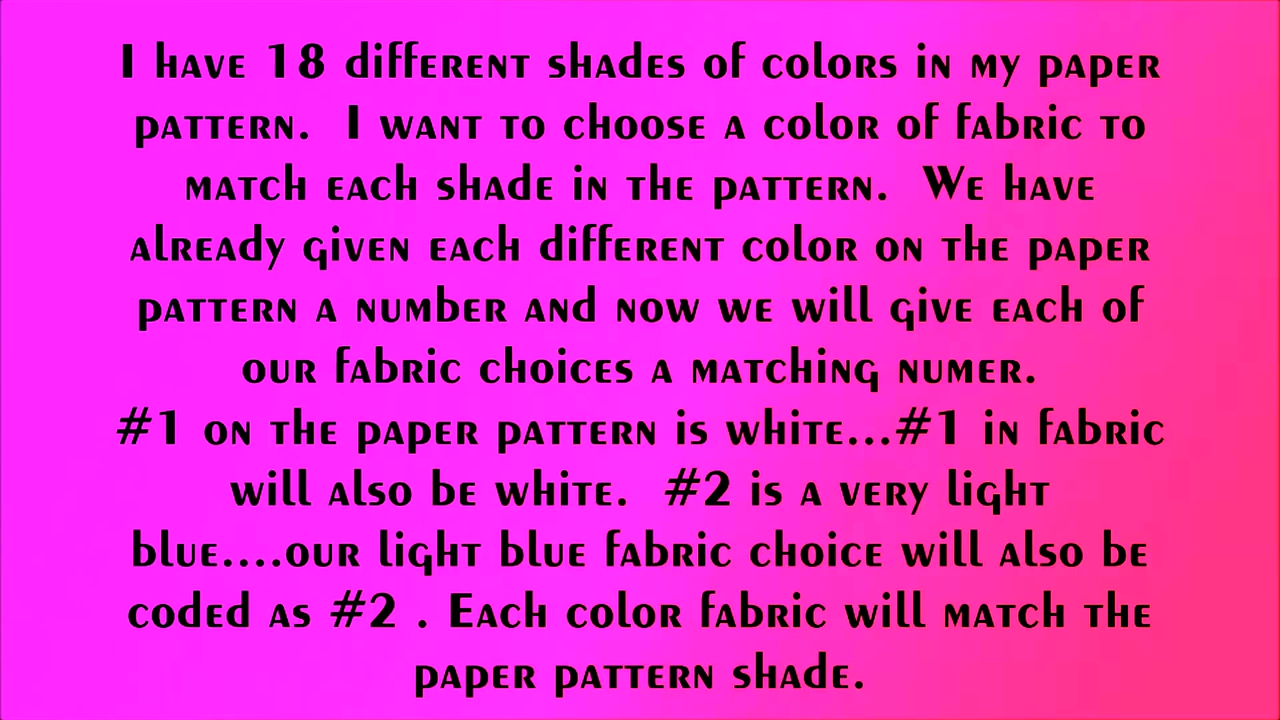 I have 18 different shades of colors in my paper
pattern.  I want to choose a color of fabric to
match each shade in the pattern.  We have
already given each different color on the paper
pattern a number and now we will give each of
our fabric choices a matching numer.
#1 on the paper pattern is white...#1 in fabric
will also be white.  #2 is a very light
blue....our light blue fabric choice will also be
coded as #2 . Each color fabric will match the
paper pattern shade.